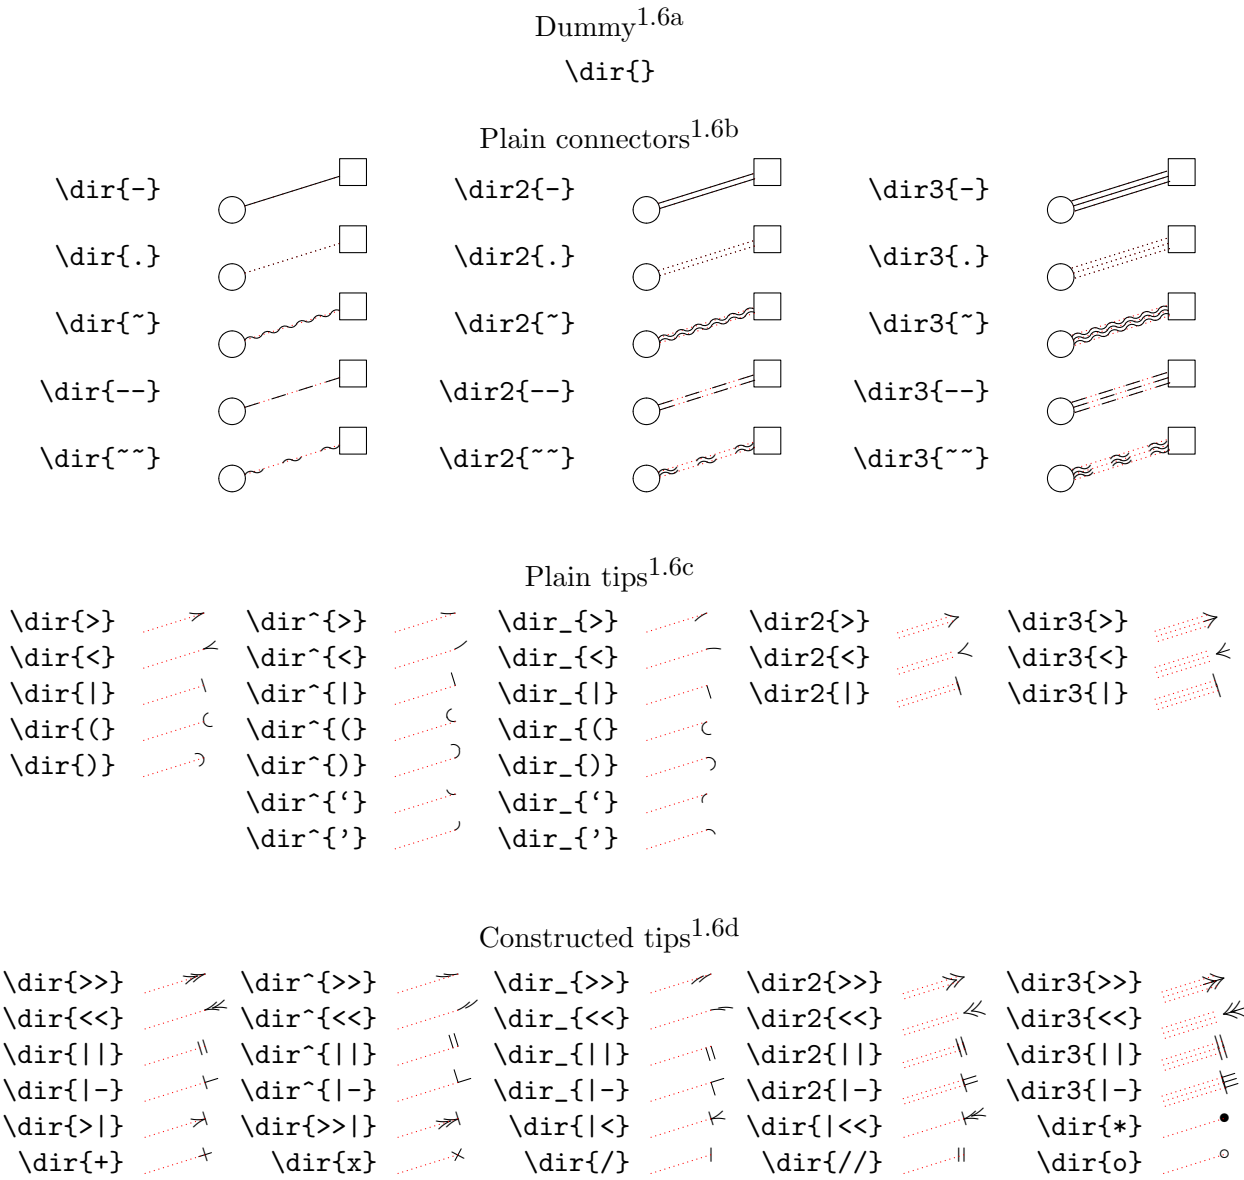 Dummy1.6a
\dir{}
Plain connectors1.6b
\dir{-} \dir2{-} \dir3{-}
\dir{.} \dir2{.} \dir3{.}
\dir{~} \dir2{~} \dir3{~}
\dir{--} \dir2{--} \dir3{--}
\dir{~~} \dir2{~~} \dir3{~~}
Plain tips1.6c
\dir{>} \dir^{>} \dir_{>} \dir2{>} \dir3{>}
\dir{<} \dir^{<} \dir_{<} \dir2{<} \dir3{<}
\dir{|} \dir^{|} \dir_{|} \dir2{|} \dir3{|}
\dir{(} \dir^{(} \dir_{(}
\dir{)} \dir^{)} \dir_{)}
\dir^{‘} \dir_{‘}
\dir^{’} \dir_{’}
Constructed tips1.6d
\dir{>>} \dir^{>>} \dir_{>>} \dir2{>>} \dir3{>>}
\dir{<<} \dir^{<<} \dir_{<<} \dir2{<<} \dir3{<<}
\dir{||} \dir^{||} \dir_{||} \dir2{||} \dir3{||}
\dir{|-} \dir^{|-} \dir_{|-} \dir2{|-} \dir3{|-}
\dir{>|} \dir{>>|} \dir{|<} \dir{|<<} \dir{*}
\dir{+} \dir{x} \dir{/} \dir{//} \dir{o}